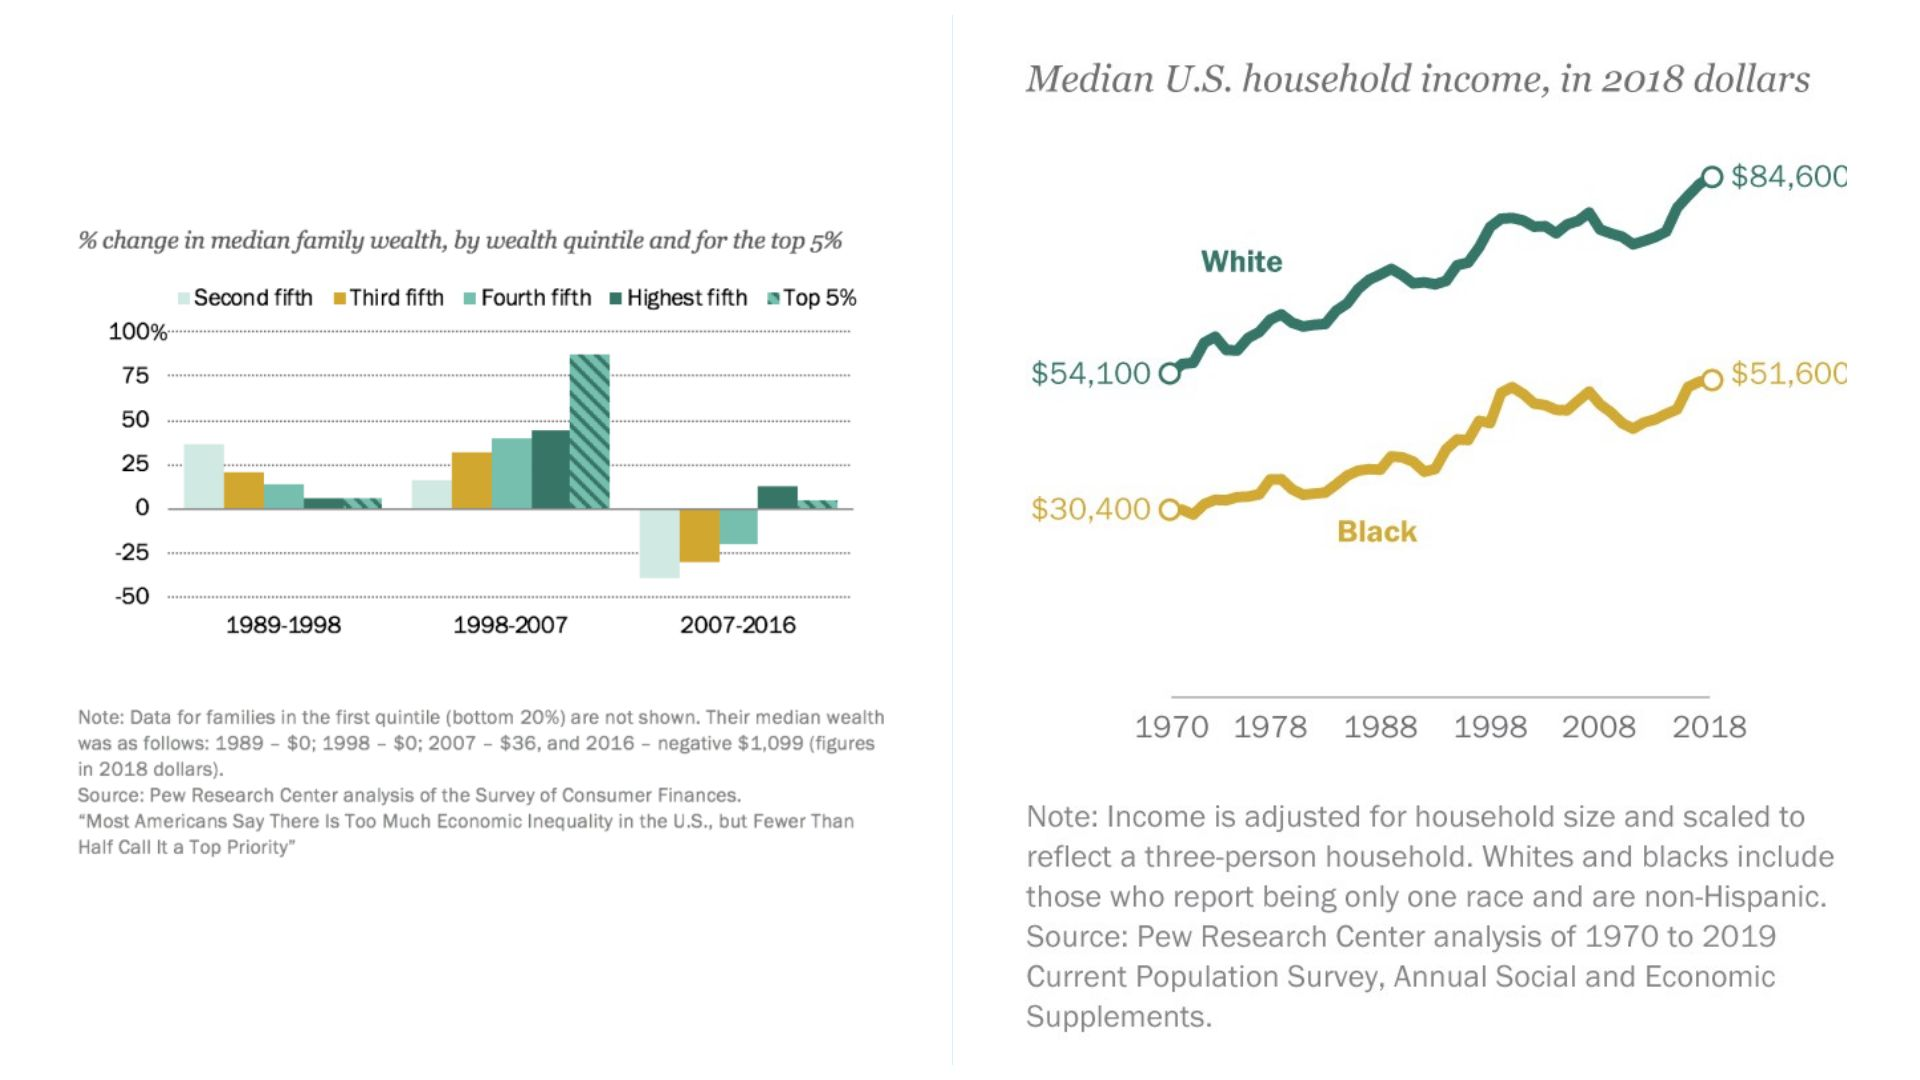 % change in median family wealth, by wealth quintile and for the top 5%
Second fifth Third fifth Fourth fifth Highest fifth Top 5%
100%
75
50
25
0
-25
-50
1989-1998 1998-2007 2007-2016
Note: Data for families in the first quintile (bottom 20%) are not shown. Their median wealth
was as follows: 1989 – $0; 1998 – $0; 2007 – $36, and 2016 – negative $1,099 (figures
in 2018 dollars).
Source: Pew Research Center analysis of the Survey of Consumer Finances.
“Most Americans Say There Is Too Much Economic Inequality in the U.S., but Fewer Than
Half Call It a Top Priority”
Median U.S. household income, in 2018 dollars
$84,600
White
$54,100
$51,600
$30,400
Black
1970 1978 1988 1998 2008 2018
Note: Income is adjusted for household size and scaled to
reflect a three-person household. Whites and blacks include
those who report being only one race and are non-Hispanic.
Source: Pew Research Center analysis of 1970 to 2019
Current Population Survey, Annual Social and Economic
Supplements.